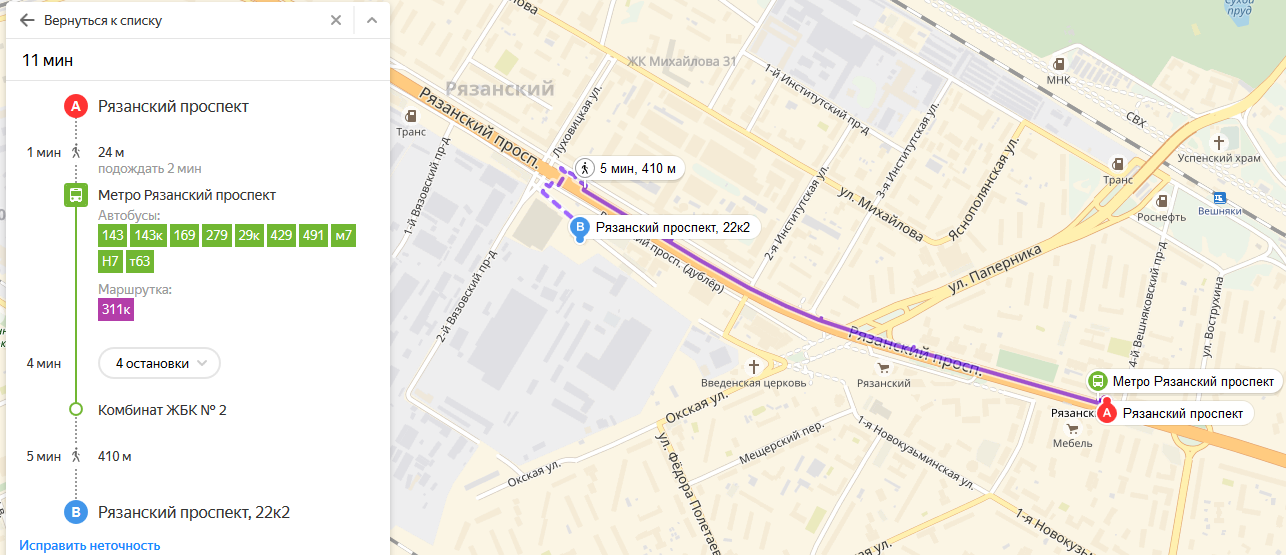 Вернуться к списку
11 мин
A Рязанский проспект
1 мин 24 м
подождать 2 мин
Метро Рязанский проспект
Автобусы:
143 143к 169 279 29к 429 491 м7
Н7 т63
Маршрутка:
311к
4 мин 4 остановки
Комбинат ЖБК № 2
5 мин 410 м
B Рязанский проспект, 22к2
Исправить неточность
Сухой
пруд
ЖК Михайлова 31
1-й Институтский пр-д
МНК
Рязанский
Рязанский просп.
Луховицкая ул.
Транс
СВХ
Успенский храм
5 мин, 410 м
3-я Институтская ул.
Яснополянская ул.
Транс
1-й Вязовский пр-д
ул. Михайлова
Роснефть
Вешняки
B Рязанский проспект, 22к2
2-я Институтская ул.
просп. (дублёр)
ул. Паперника
2-й Вязовский пр-д
4-й Вешняковский пр-д
ул. Вострухина
Рязанский просп.
Введенская церковь
Рязанский
Метро Рязанский проспект
A Рязанский проспект
Окская ул.
Мебель
Мещерский пер.
1-я Новокузьминская ул.
ул. Фёдора Полетаева
Окская ул.
1-я Новокузьм